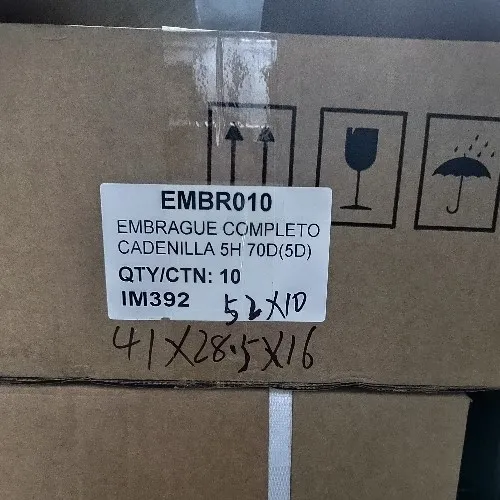 EMBR010
EMBRAGUE COMPLETO
CADENILLA 5H 70D(5D)
QTY/CTN: 10
IM392 52X10
41X28.5X16